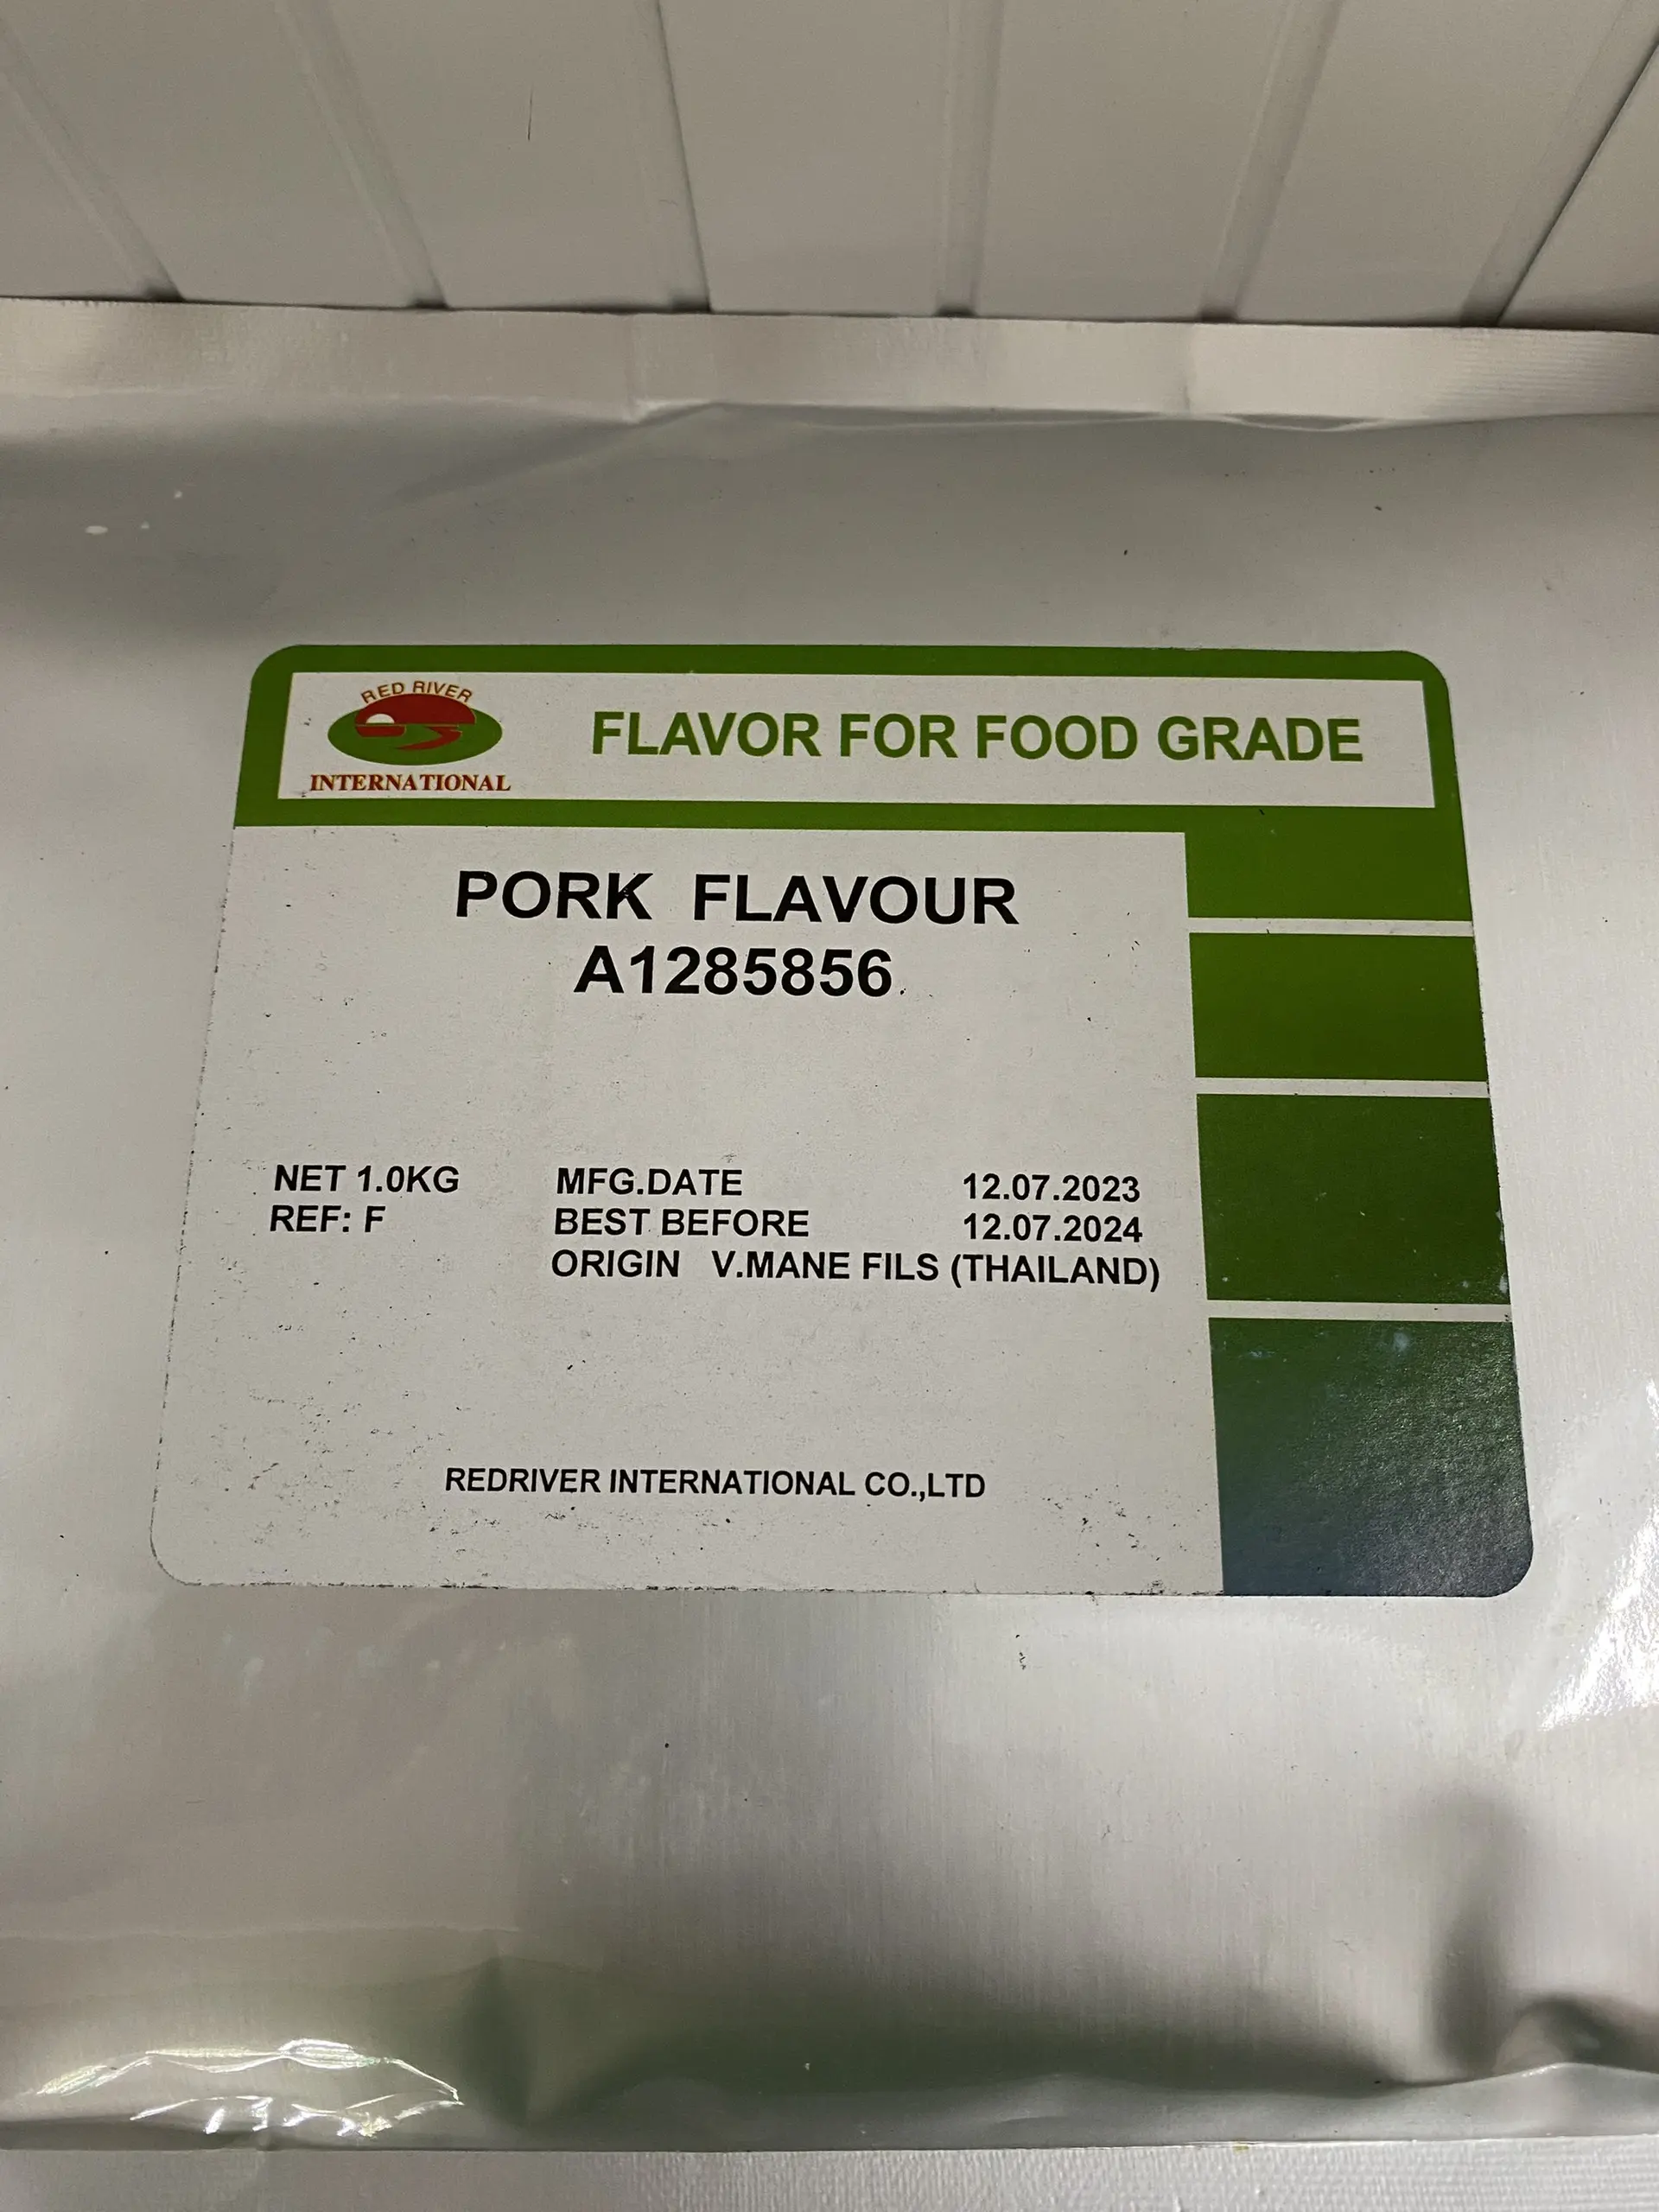 RED RIVER
INTERNATIONAL
FLAVOR FOR FOOD GRADE
PORK FLAVOUR
A1285856
NET 1.0KG MFG.DATE 12.07.2023
REF: F BEST BEFORE 12.07.2024
ORIGIN V.MANE FILS (THAILAND)
REDRIVER INTERNATIONAL CO.,LTD